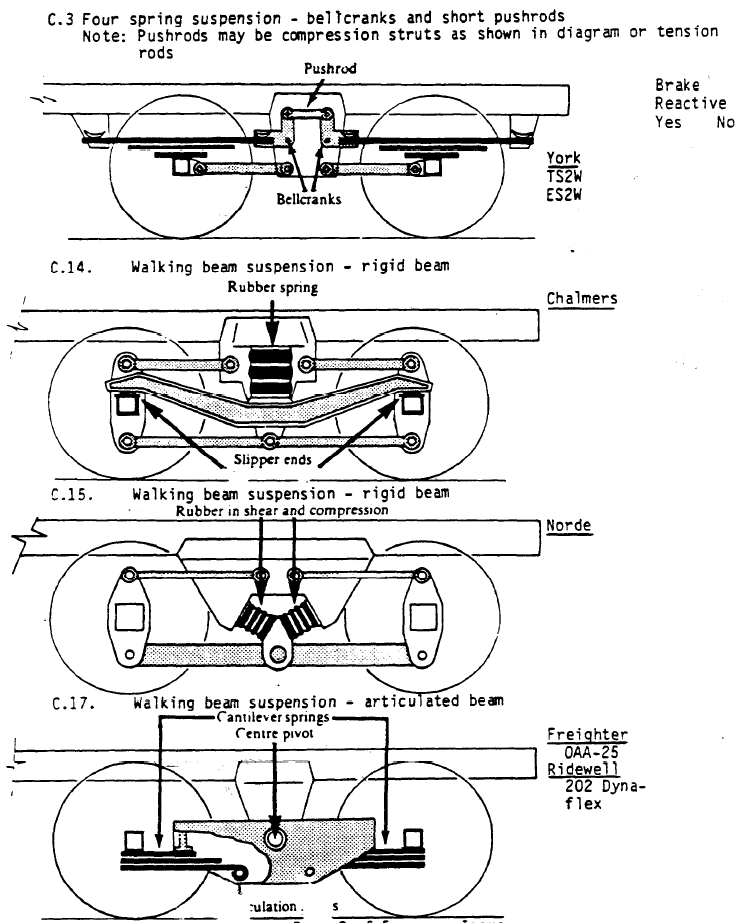 C.3 Four spring suspension - bellcranks and short pushrods
Note: Pushrods may be compression struts as shown in diagram or tension
rods
Pushrod
Brake
Reactive
Yes No
York
TS2W
ES2W
Bellcranks
C.14. Walking beam suspension - rigid beam
Rubber spring
Chalmers
Slipper ends
C.15. Walking beam suspension - rigid beam
Rubber in shear and compression
Norde
C.17. Walking beam suspension - articulated beam
Cantilever springs
Centre pivot
Freighter
OAA-25
Ridewell
202 Dyna-
flex
culation . s